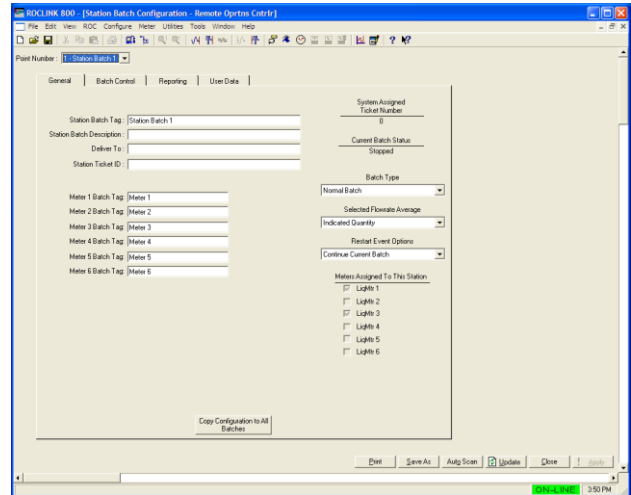 ROCLINK 800 - [Station Batch Configuration - Remote Oprtns Cntrlr]
File Edit View ROC Configure Meter Utilities Tools Window Help
Point Number : 1 - Station Batch 1
General Batch Control Reporting User Data
System Assigned
Ticket Number
0
Station Batch Tag : Station Batch 1
Station Batch Description :
Current Batch Status
Stopped
Deliver To :
Station Ticket ID :
Batch Type
Normal Batch
Meter 1 Batch Tag: Meter 1
Meter 2 Batch Tag: Meter 2
Meter 3 Batch Tag: Meter 3
Meter 4 Batch Tag: Meter 4
Meter 5 Batch Tag: Meter 5
Meter 6 Batch Tag: Meter 6
Selected Flowrate Average
Indicated Quantity
Restart Event Options
Continue Current Batch
Meters Assigned To This Station
LiqMtr 1
LiqMtr 2
LiqMtr 3
LiqMtr 4
LiqMtr 5
LiqMtr 6
Copy Configuration to All
Batches
Print Save As Auto Scan Update Close ! Apply
ON-LINE 3:50 PM